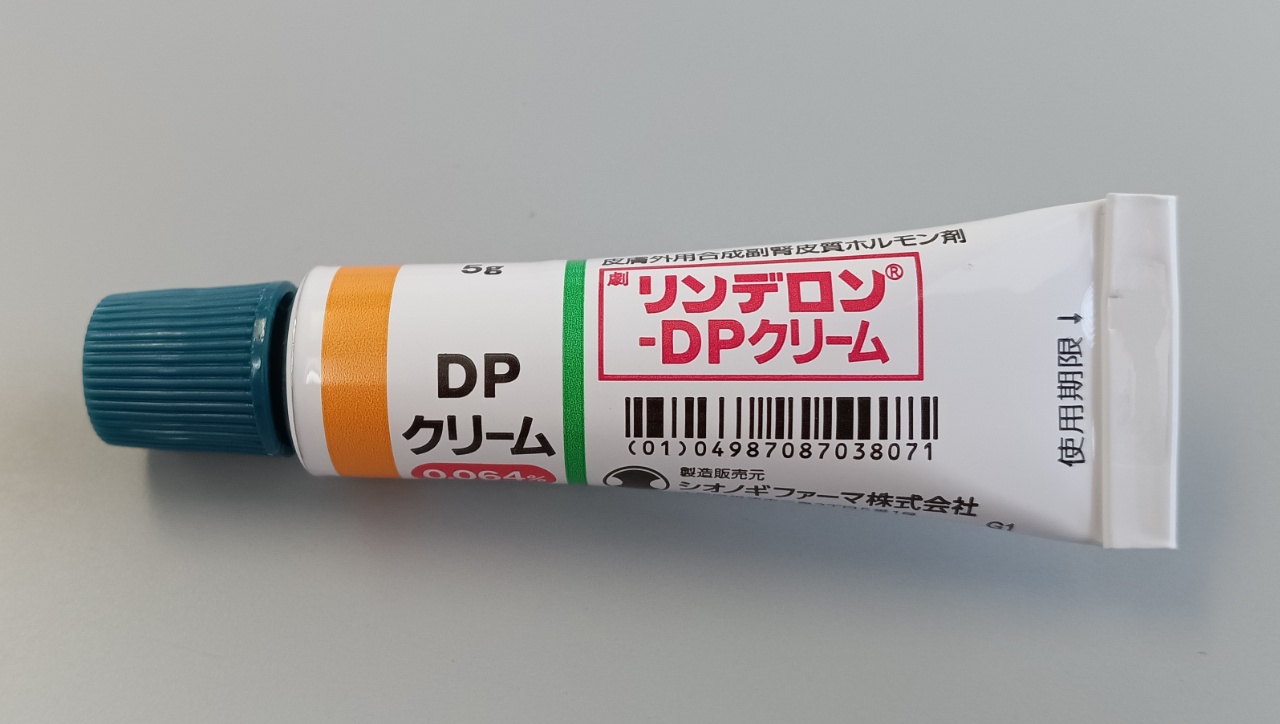 5g
DP
クリーム
0.064%
皮膚外用合成副腎皮質ホルモン剤
劇 リンデロン®
-DPクリーム
(01)04987087038071
製造販売元
シオノギファーマ株式会社
使用期限↓
G1